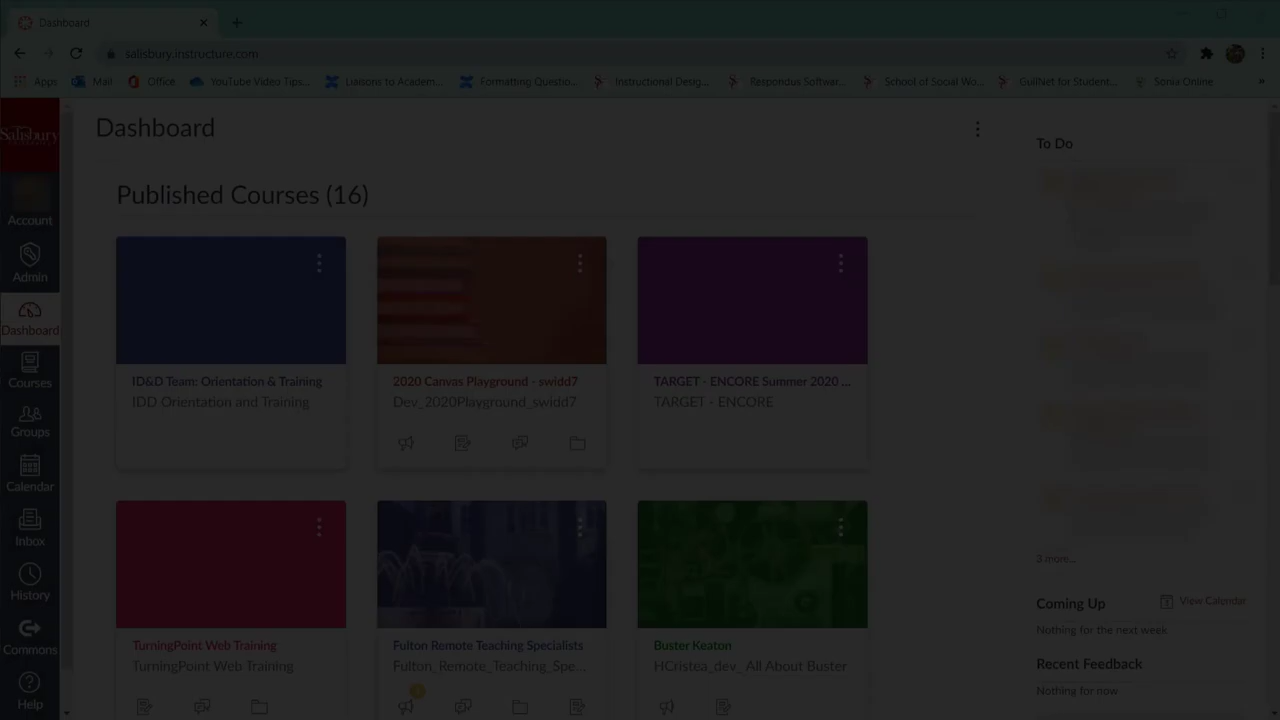 Dashboard
salisbury.instructure.com
Apps
Mail
Office
YouTube Video Tips...
Liaisons to Academ...
Formatting Questio...
Instructional Desig...
Respondus Softwar...
School of Social Wo...
GullNet for Student...
Sonia Online
»
Salisbury
Account
Admin
Dashboard
Courses
Groups
Calendar
Inbox
History
Commons
Help
Dashboard
Published Courses (16)
ID&D Team: Orientation & Training
IDD Orientation and Training
2020 Canvas Playground - swidd7
Dev_2020Playground_swidd7
TARGET - ENCORE Summer 2020 ...
TARGET - ENCORE
TurningPoint Web Training
TurningPoint Web Training
Fulton Remote Teaching Specialists
Fulton_Remote_Teaching_Spe...
Buster Keaton
HCristea_dev_ All About Buster
To Do
3 more...
Coming Up
View Calendar
Nothing for the next week
Recent Feedback
Nothing for now